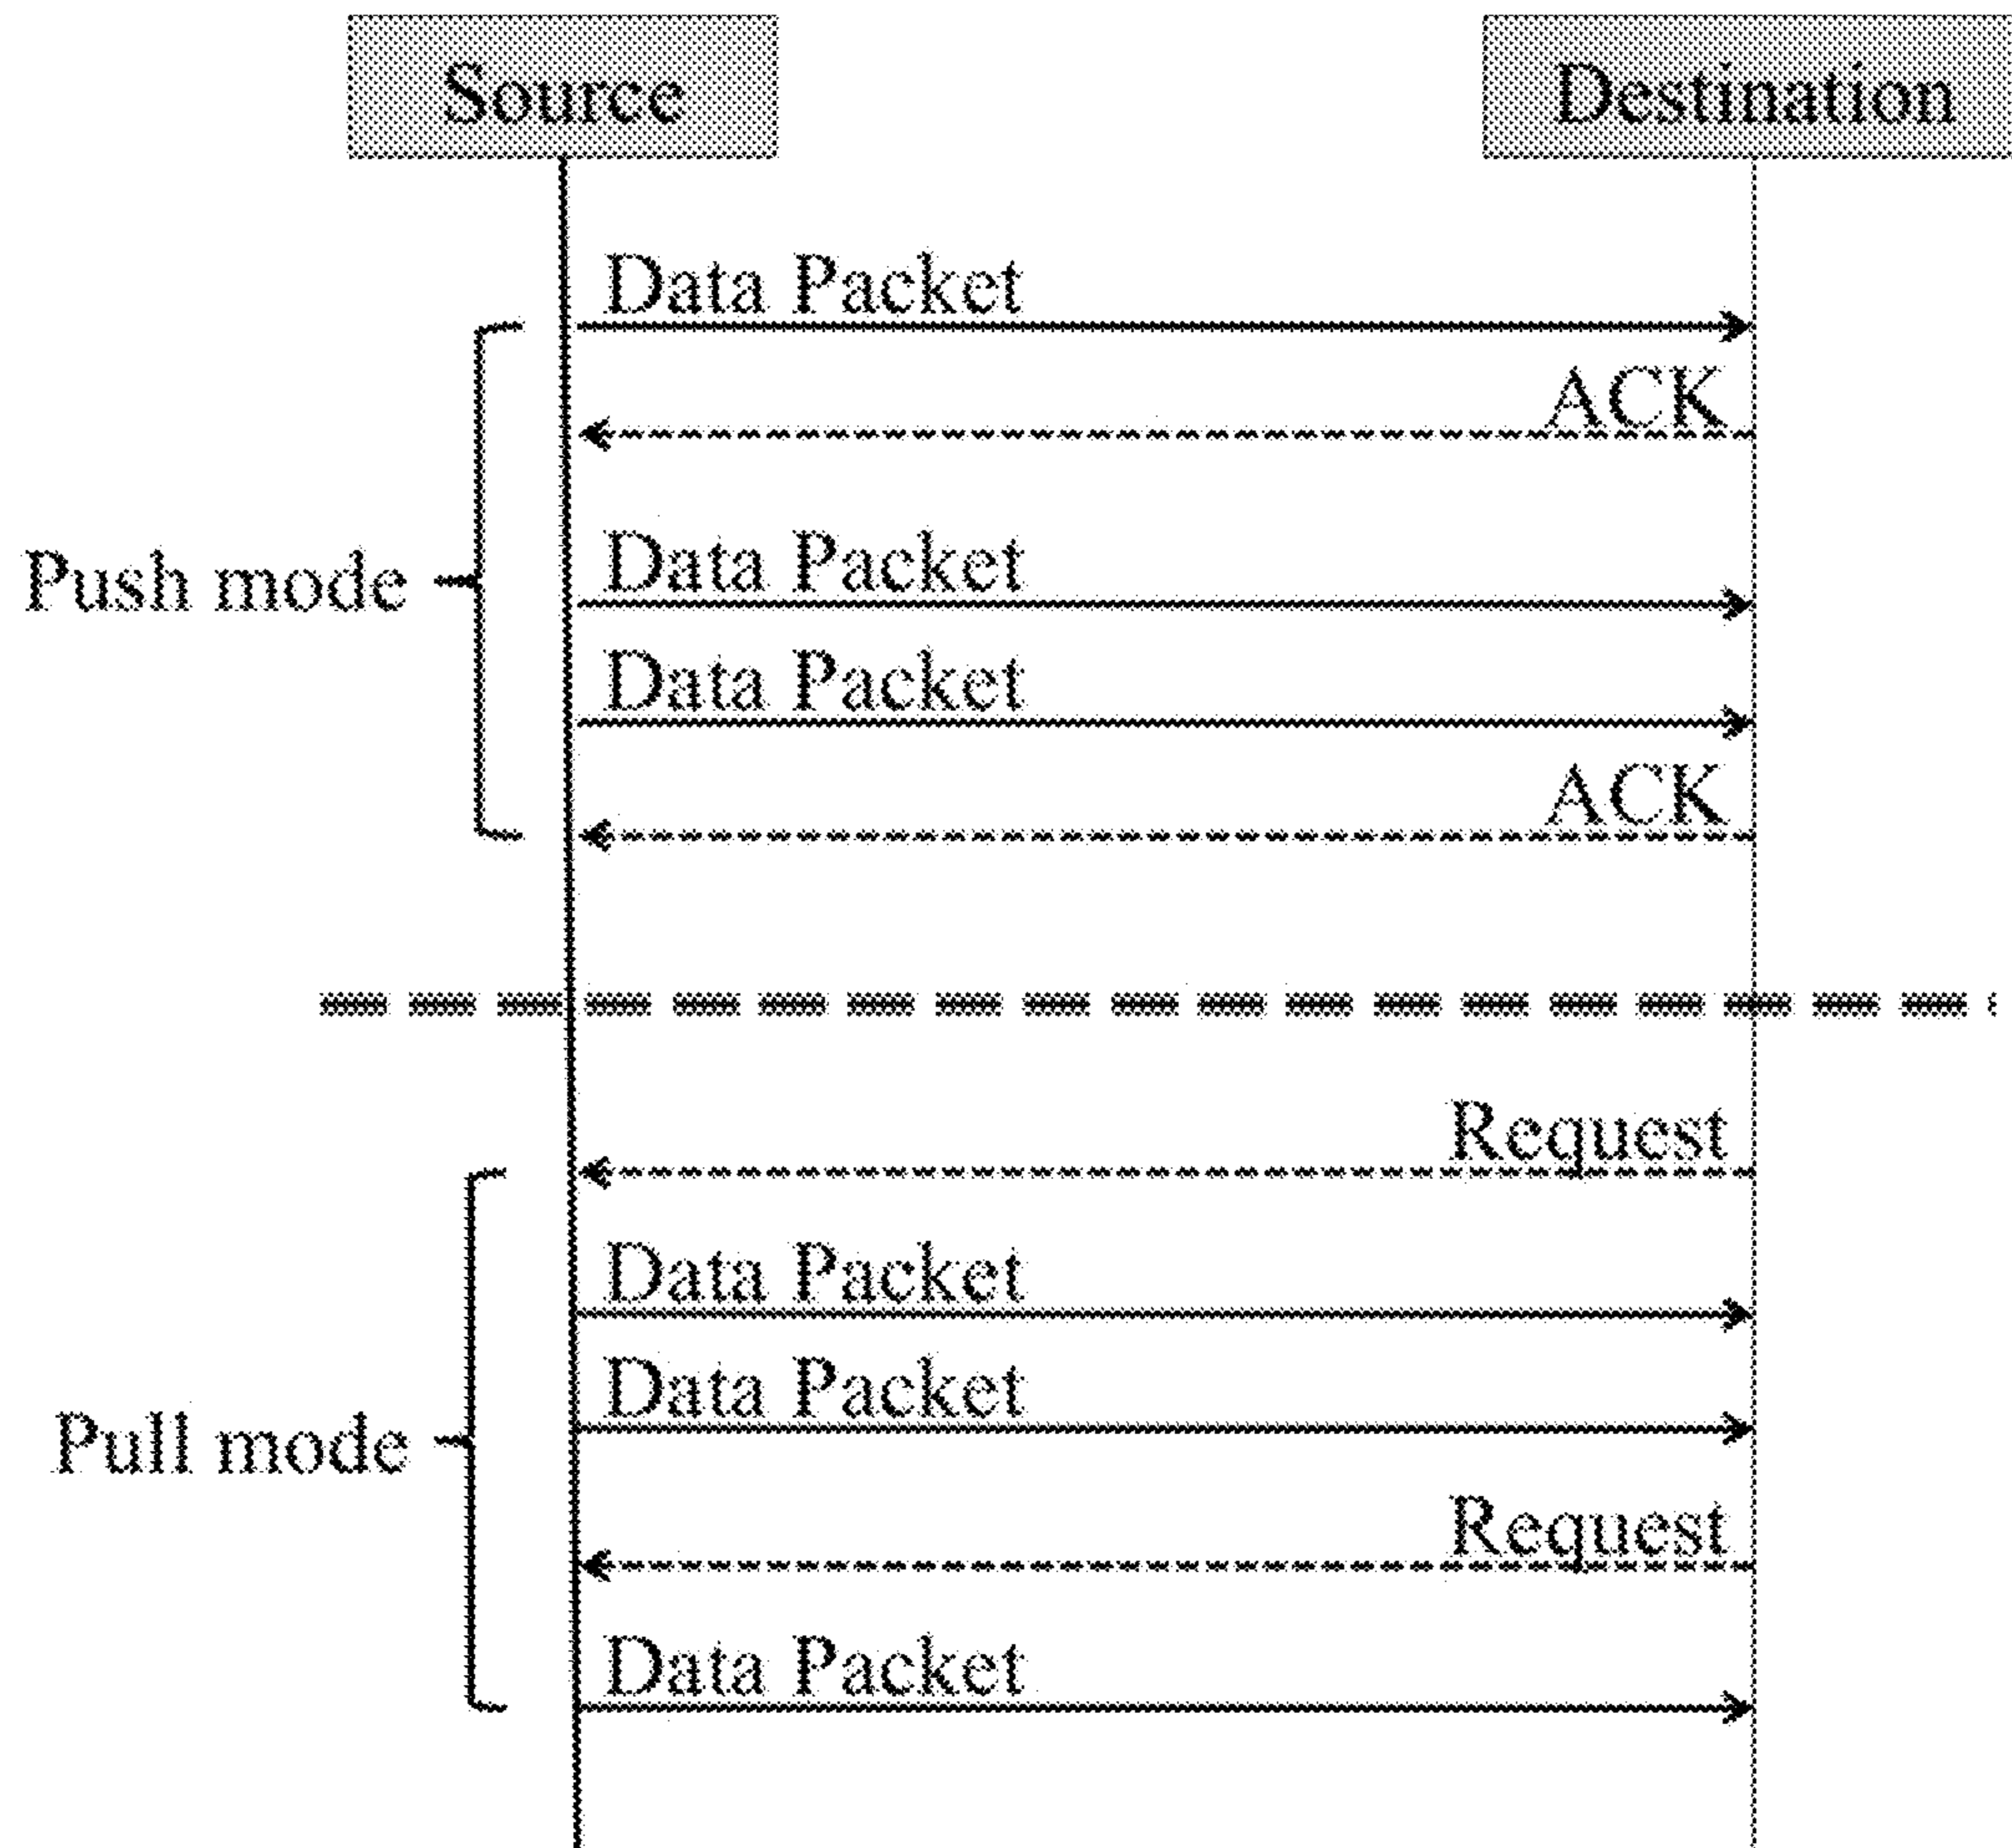 Source
Destination
Data Packet
ACK
Data Packet
Push mode
Data Packet
ACK
Request
Data Packet
Data Packet
Pull mode
Request
Data Packet